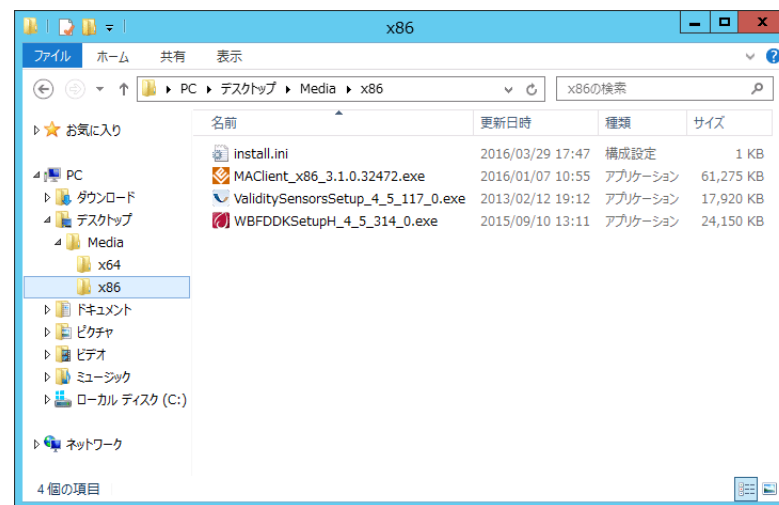 x86
ファイル ホーム 共有 表示
PC デスクトップ Media x86 x86の検索
お気に入り
PC
ダウンロード
デスクトップ
Media
x64
x86
ドキュメント
ピクチャ
ビデオ
ミュージック
ローカル ディスク (C:)
ネットワーク
名前 更新日時 種類 サイズ
install.ini 2016/03/29 17:47 構成設定 1 KB
MAClient_x86_3.1.0.32472.exe 2016/01/07 10:55 アプリケーション 61,275 KB
ValiditySensorsSetup_4_5_117_0.exe 2013/02/12 19:12 アプリケーション 17,920 KB
WBFDDKSetupH_4_5_314_0.exe 2015/09/10 13:11 アプリケーション 24,150 KB
4 個の項目